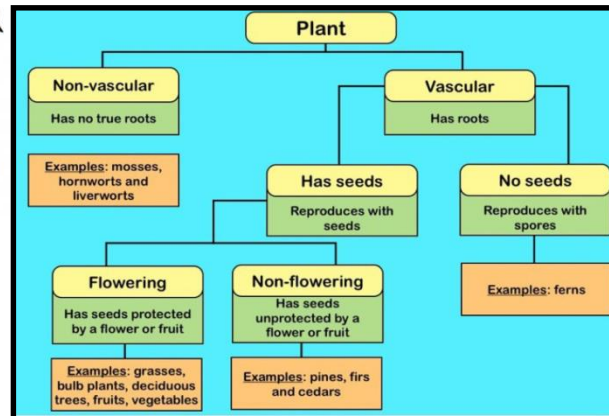 Plant
Non-vascular
Has no true roots
Examples: mosses,
hornworts and
liverworts
Vascular
Has roots
Has seeds
Reproduces with
seeds
No seeds
Reproduces with
spores
Examples: ferns
Flowering
Has seeds protected
by a flower or fruit
Examples: grasses,
bulb plants, deciduous
trees, fruits, vegetables
Non-flowering
Has seeds
unprotected by a
flower or fruit
Examples: pines, firs
and cedars